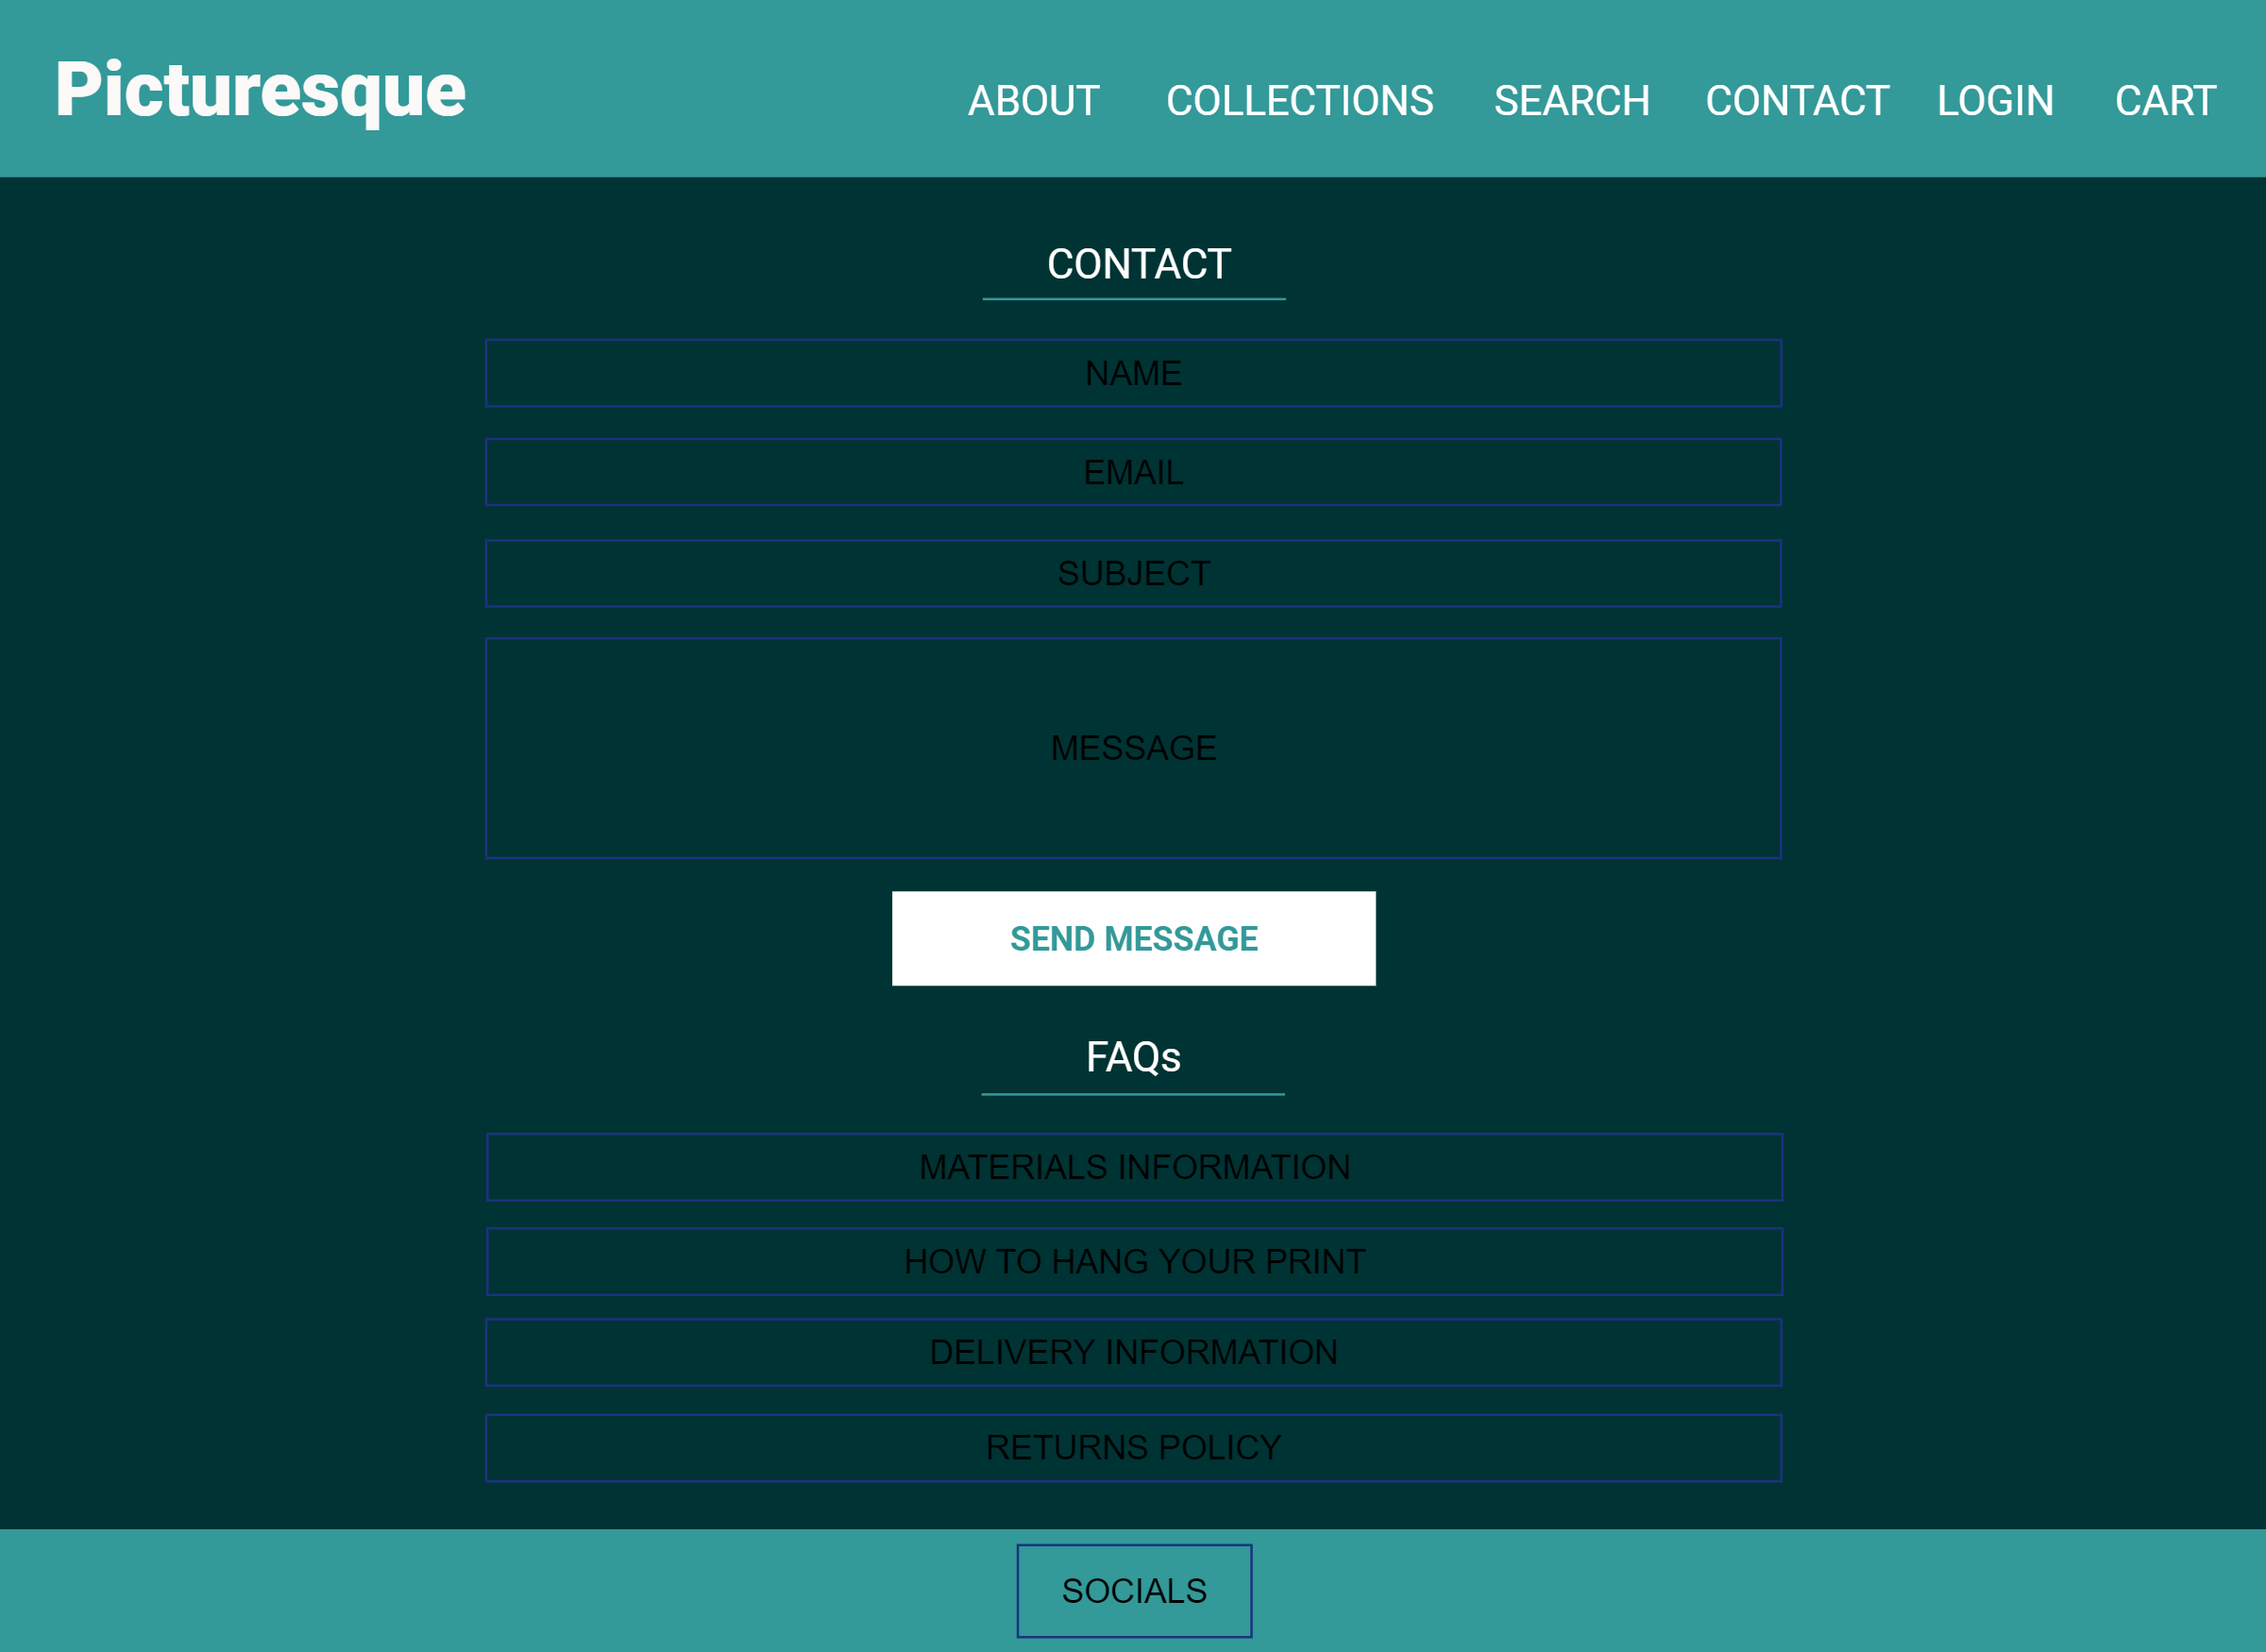 Picturesque
ABOUT COLLECTIONS SEARCH CONTACT LOGIN CART
CONTACT
NAME
EMAIL
SUBJECT
MESSAGE
SEND MESSAGE
FAQs
MATERIALS INFORMATION
HOW TO HANG YOUR PRINT
DELIVERY INFORMATION
RETURNS POLICY
SOCIALS